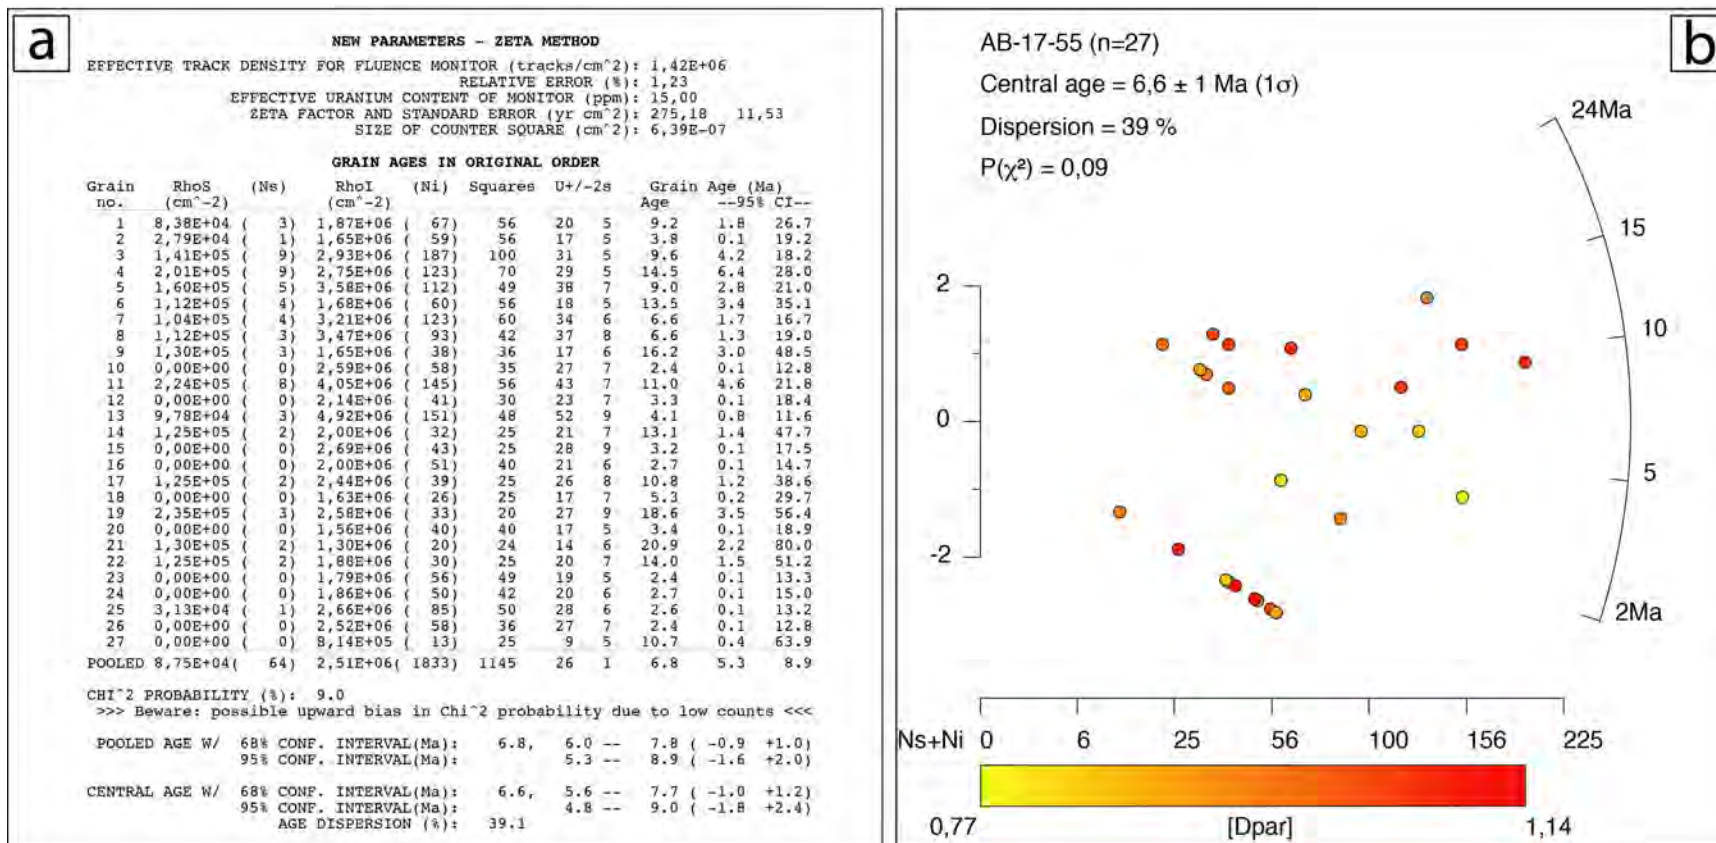 a
NEW PARAMETERS - ZETA METHOD
EFFECTIVE TRACK DENSITY FOR FLUENCE MONITOR (tracks/cm^2): 1,42E+06
RELATIVE ERROR (%): 1,23
EFFECTIVE URANIUM CONTENT OF MONITOR (ppm): 15,00
ZETA FACTOR AND STANDARD ERROR (yr cm^2): 275,18 11,53
SIZE OF COUNTER SQUARE (cm^2): 6,39E-07
GRAIN AGES IN ORIGINAL ORDER
Grain RhoS (Ns) RhoI (Ni) Squares U+/-2s Grain Age (Ma)
no. (cm^-2) (cm^-2) Age --95% CI--
1 8,38E+04 ( 3) 1,87E+06 ( 67) 56 20 5 9.2 1.8 26.7
2 2,79E+04 ( 1) 1,65E+06 ( 59) 56 17 5 3.8 0.1 19.2
3 1,41E+05 ( 9) 2,93E+06 ( 187) 100 31 5 9.6 4.2 18.2
4 2,01E+05 ( 9) 2,75E+06 ( 123) 70 29 5 14.5 6.4 28.0
5 1,60E+05 ( 5) 3,58E+06 ( 112) 49 38 7 9.0 2.8 21.0
6 1,12E+05 ( 4) 1,68E+06 ( 60) 56 18 5 13.5 3.4 35.1
7 1,04E+05 ( 4) 3,21E+06 ( 123) 60 34 6 6.6 1.7 16.7
8 1,12E+05 ( 3) 3,47E+06 ( 93) 42 37 8 6.6 1.3 19.0
9 1,30E+05 ( 3) 1,65E+06 ( 38) 36 17 6 16.2 3.0 48.5
10 0,00E+00 ( 0) 2,59E+06 ( 58) 35 27 7 2.4 0.1 12.8
11 2,24E+05 ( 8) 4,05E+06 ( 145) 56 43 7 11.0 4.6 21.8
12 0,00E+00 ( 0) 2,14E+06 ( 41) 30 23 7 3.3 0.1 18.4
13 9,78E+04 ( 3) 4,92E+06 ( 151) 48 52 9 4.1 0.8 11.6
14 1,25E+05 ( 2) 2,00E+06 ( 32) 25 21 7 13.1 1.4 47.7
15 0,00E+00 ( 0) 2,69E+06 ( 43) 25 28 9 3.2 0.1 17.5
16 0,00E+00 ( 0) 2,00E+06 ( 51) 40 21 6 2.7 0.1 14.7
17 1,25E+05 ( 2) 2,44E+06 ( 39) 25 26 8 10.8 1.2 38.6
18 0,00E+00 ( 0) 1,63E+06 ( 26) 25 17 7 5.3 0.2 29.7
19 2,35E+05 ( 3) 2,58E+06 ( 33) 20 27 9 18.6 3.5 56.4
20 0,00E+00 ( 0) 1,56E+06 ( 40) 40 17 5 3.4 0.1 18.9
21 1,30E+05 ( 2) 1,30E+06 ( 20) 24 14 6 20.9 2.2 80.0
22 1,25E+05 ( 2) 1,88E+06 ( 30) 25 20 7 14.0 1.5 51.2
23 0,00E+00 ( 0) 1,79E+06 ( 56) 49 19 5 2.4 0.1 13.3
24 0,00E+00 ( 0) 1,86E+06 ( 50) 42 20 6 2.7 0.1 15.0
25 3,13E+04 ( 1) 2,66E+06 ( 85) 50 28 6 2.6 0.1 13.2
26 0,00E+00 ( 0) 2,52E+06 ( 58) 36 27 7 2.4 0.1 12.8
27 0,00E+00 ( 0) 8,14E+05 ( 13) 25 9 5 10.7 0.4 63.9
POOLED 8,75E+04( 64) 2,51E+06( 1833) 1145 26 1 6.8 5.3 8.9
CHI^2 PROBABILITY (%): 9.0
>>> Beware: possible upward bias in Chi^2 probability due to low counts <<<
POOLED AGE W/ 68% CONF. INTERVAL(Ma): 6.8, 6.0 -- 7.8 ( -0.9 +1.0)
95% CONF. INTERVAL(Ma): 5.3 -- 8.9 ( -1.6 +2.0)
CENTRAL AGE W/ 68% CONF. INTERVAL(Ma): 6.6, 5.6 -- 7.7 ( -1.0 +1.2)
95% CONF. INTERVAL(Ma): 4.8 -- 9.0 ( -1.8 +2.4)
AGE DISPERSION (%): 39.1
b
AB-17-55 (n=27)
Central age = 6,6 ± 1 Ma (1σ)
Dispersion = 39 %
P(χ²) = 0,09
24Ma
15
10
5
2Ma
2
0
-2
Ns+Ni 0 6 25 56 100 156 225
0,77 [Dpar] 1,14